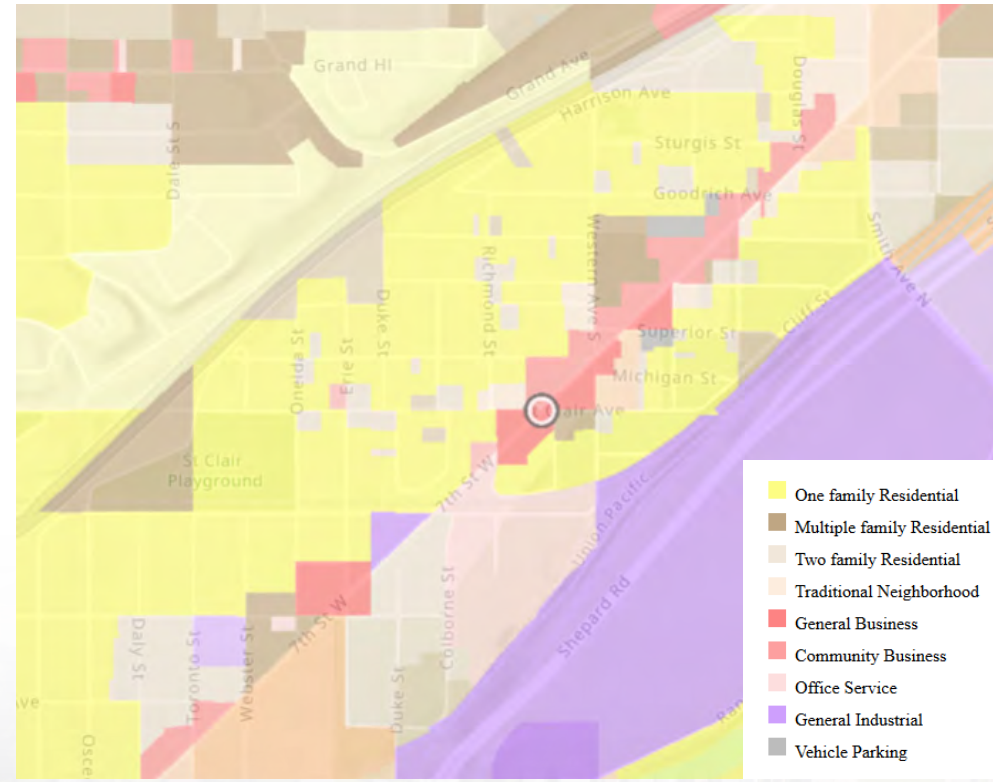 Grand Hl
Grand Ave
Harrison Ave
Douglas St
Dale St S
Sturgis St
Goodrich Ave
Western Ave S
Smith Ave N
Richmond St
Duke St
Cliff St
Superior St
Oneida St
Erie St
Michigan St
lair Ave
St Clair
Playground
7th St W
Union Pacific
Shepard Rd
Colborne St
7th St W
Daly St
Toronto St
Webster St
Duke St
Ave
One family Residential
Multiple family Residential
Two family Residential
Traditional Neighborhood
General Business
Community Business
Office Service
General Industrial
Vehicle Parking